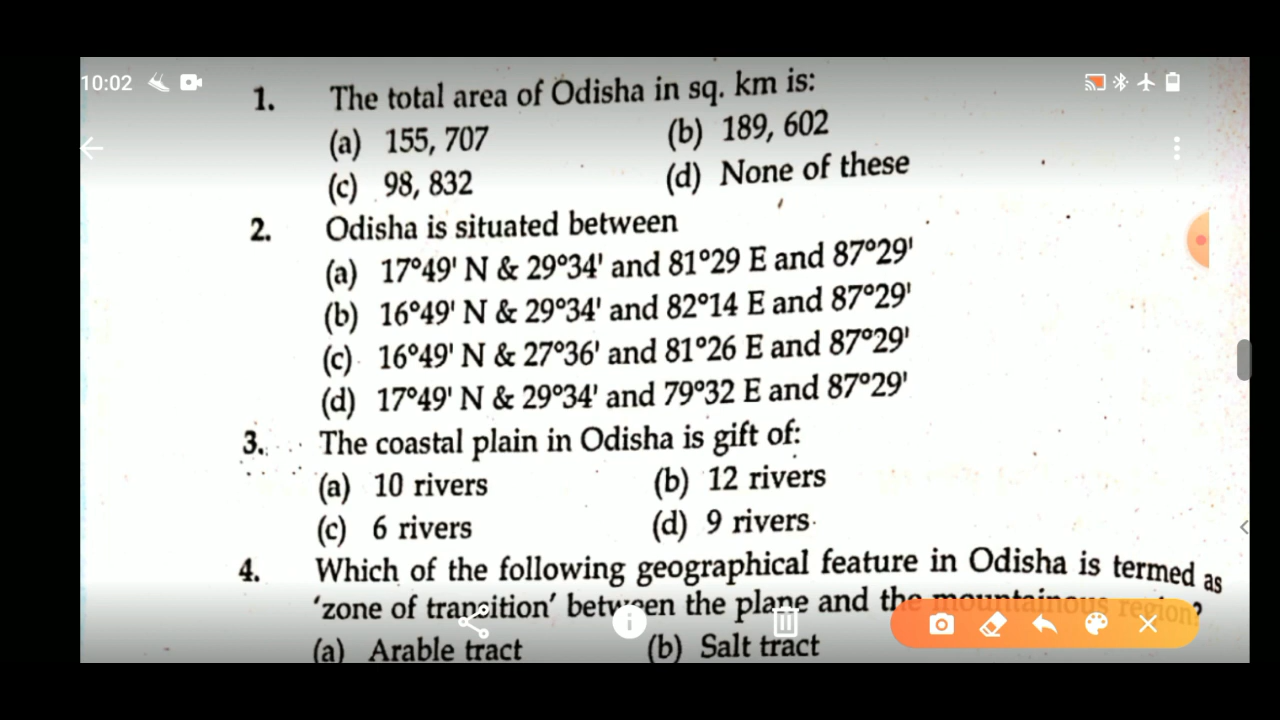 10:02
1. The total area of Odisha in sq. km is:
(a) 155, 707 (b) 189, 602
(c) 98, 832 (d) None of these
2. Odisha is situated between
(a) 17°49' N & 29°34' and 81°29 E and 87°29'
(b) 16°49' N & 29°34' and 82°14 E and 87°29'
(c) 16°49' N & 27°36' and 81°26 E and 87°29'
(d) 17°49' N & 29°34' and 79°32 E and 87°29'
3. The coastal plain in Odisha is gift of:
(a) 10 rivers (b) 12 rivers
(c) 6 rivers (d) 9 rivers
4. Which of the following geographical feature in Odisha is termed as
'zone of transition' between the plane and the mountainous region?
(a) Arable tract (b) Salt tract